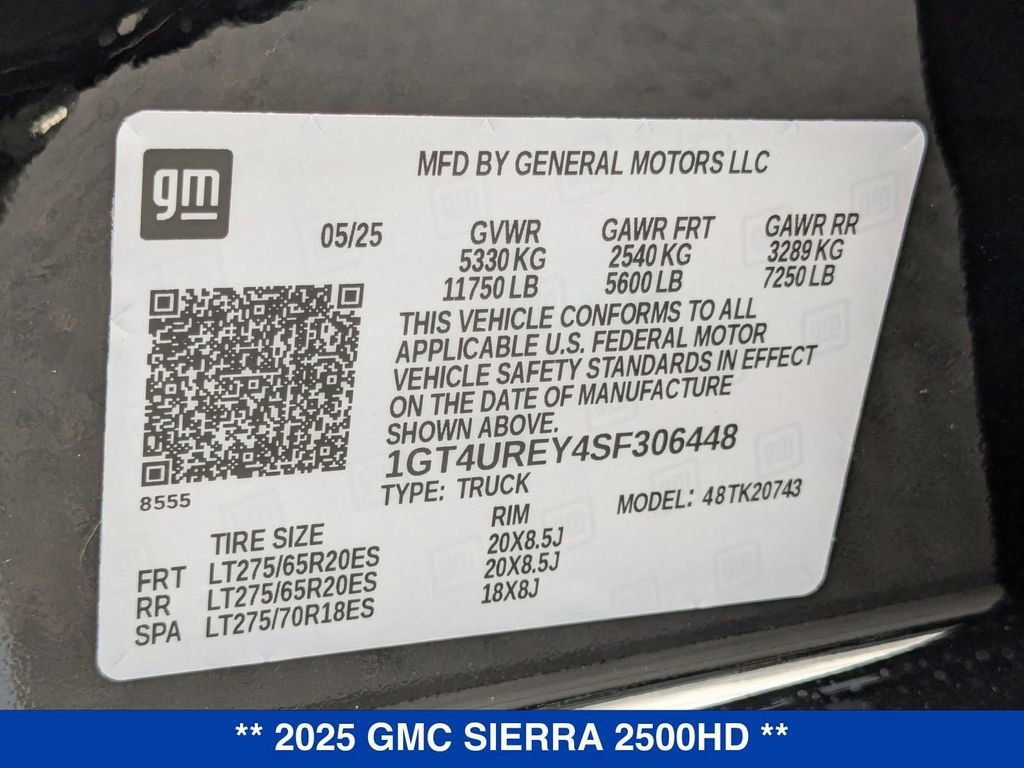 gm
MFD BY GENERAL MOTORS LLC
05/25 GVWR GAWR FRT GAWR RR
5330 KG 2540 KG 3289 KG
11750 LB 5600 LB 7250 LB
THIS VEHICLE CONFORMS TO ALL
APPLICABLE U.S. FEDERAL MOTOR
VEHICLE SAFETY STANDARDS IN EFFECT
ON THE DATE OF MANUFACTURE
SHOWN ABOVE.
1GT4UREY4SF306448
8555
TYPE: TRUCK MODEL: 48TK20743
TIRE SIZE RIM
FRT LT275/65R20ES 20X8.5J
RR LT275/65R20ES 20X8.5J
SPA LT275/70R18ES 18X8J
** 2025 GMC SIERRA 2500HD **